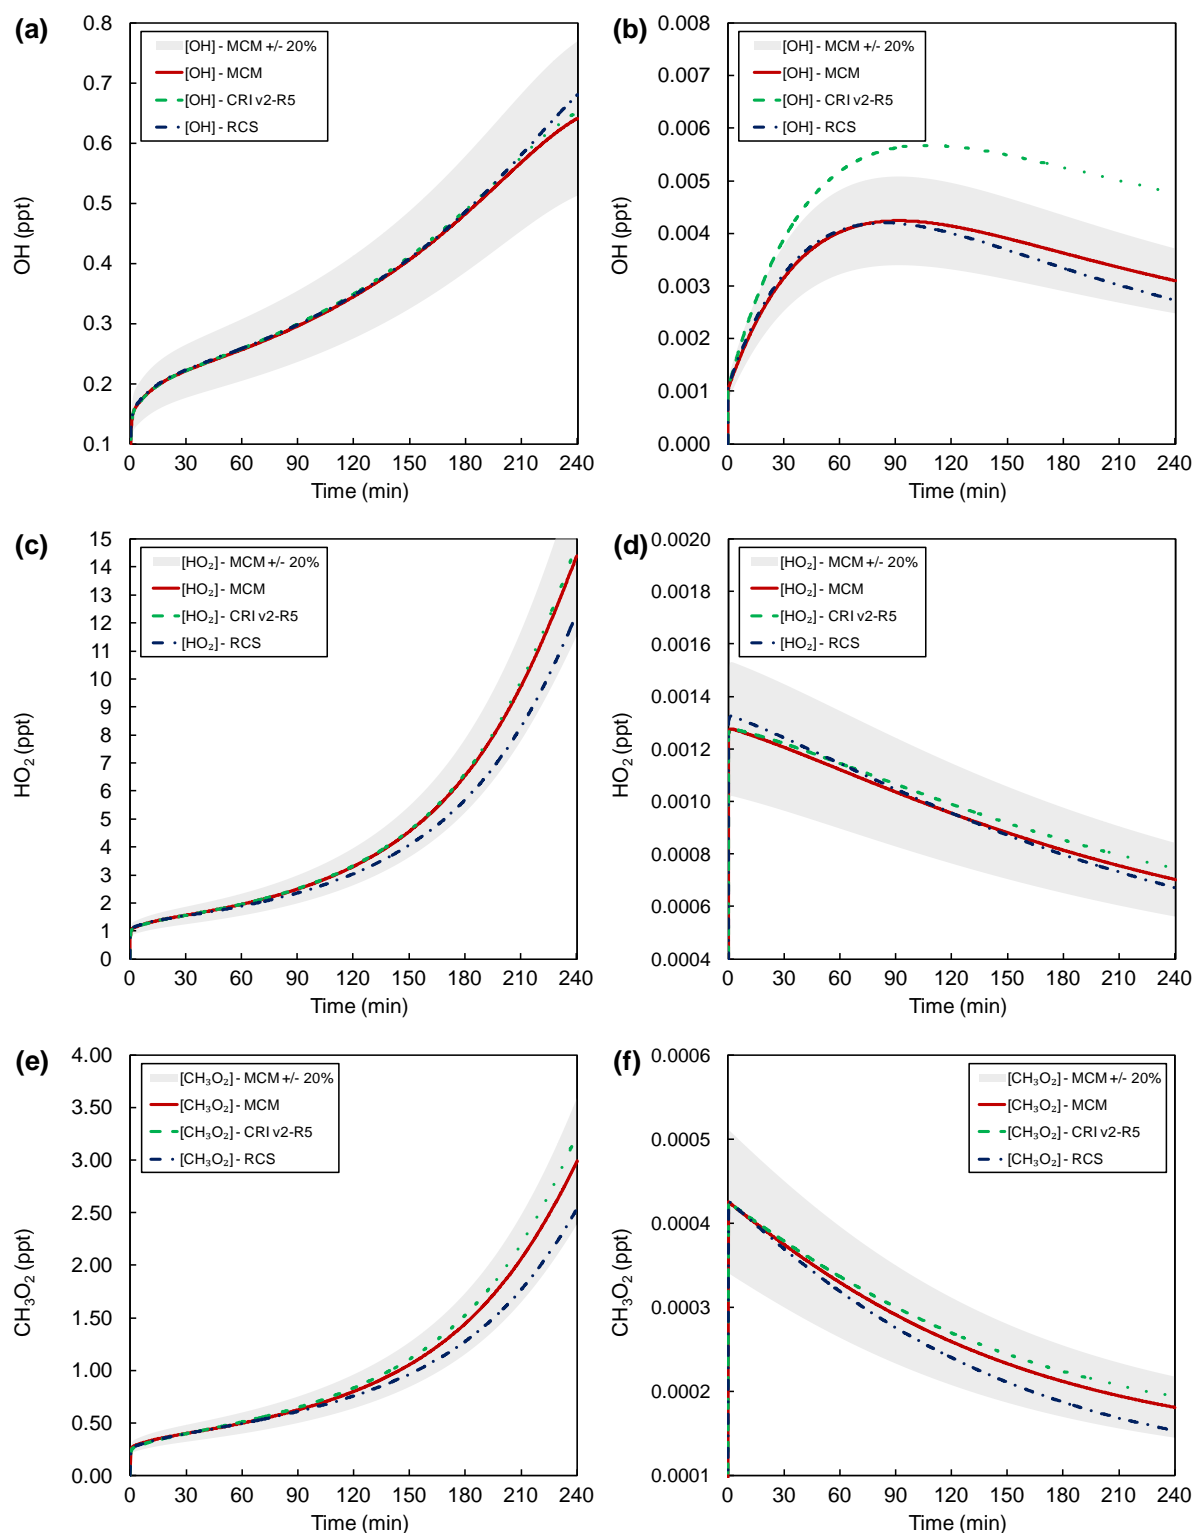 (a)
0.8
0.7
0.6
0.5
0.4
0.3
0.2
0.1
OH (ppt)
[OH] - MCM +/- 20%
[OH] - MCM
[OH] - CRI v2-R5
[OH] - RCS
0 30 60 90 120 150 180 210 240
Time (min)
(b)
0.008
0.007
0.006
0.005
0.004
0.003
0.002
0.001
0.000
OH (ppt)
[OH] - MCM +/- 20%
[OH] - MCM
[OH] - CRI v2-R5
[OH] - RCS
0 30 60 90 120 150 180 210 240
Time (min)
(c)
15
14
13
12
11
10
9
8
7
6
5
4
3
2
1
0
HO₂ (ppt)
[HO₂] - MCM +/- 20%
[HO₂] - MCM
[HO₂] - CRI v2-R5
[HO₂] - RCS
0 30 60 90 120 150 180 210 240
Time (min)
(d)
0.0020
0.0018
0.0016
0.0014
0.0012
0.0010
0.0008
0.0006
0.0004
HO₂ (ppt)
[HO₂] - MCM +/- 20%
[HO₂] - MCM
[HO₂] - CRI v2-R5
[HO₂] - RCS
0 30 60 90 120 150 180 210 240
Time (min)
(e)
4.00
3.50
3.00
2.50
2.00
1.50
1.00
0.50
0.00
CH₃O₂ (ppt)
[CH₃O₂] - MCM +/- 20%
[CH₃O₂] - MCM
[CH₃O₂] - CRI v2-R5
[CH₃O₂] - RCS
0 30 60 90 120 150 180 210 240
Time (min)
(f)
0.0006
0.0005
0.0004
0.0003
0.0002
0.0001
CH₃O₂ (ppt)
[CH₃O₂] - MCM +/- 20%
[CH₃O₂] - MCM
[CH₃O₂] - CRI v2-R5
[CH₃O₂] - RCS
0 30 60 90 120 150 180 210 240
Time (min)